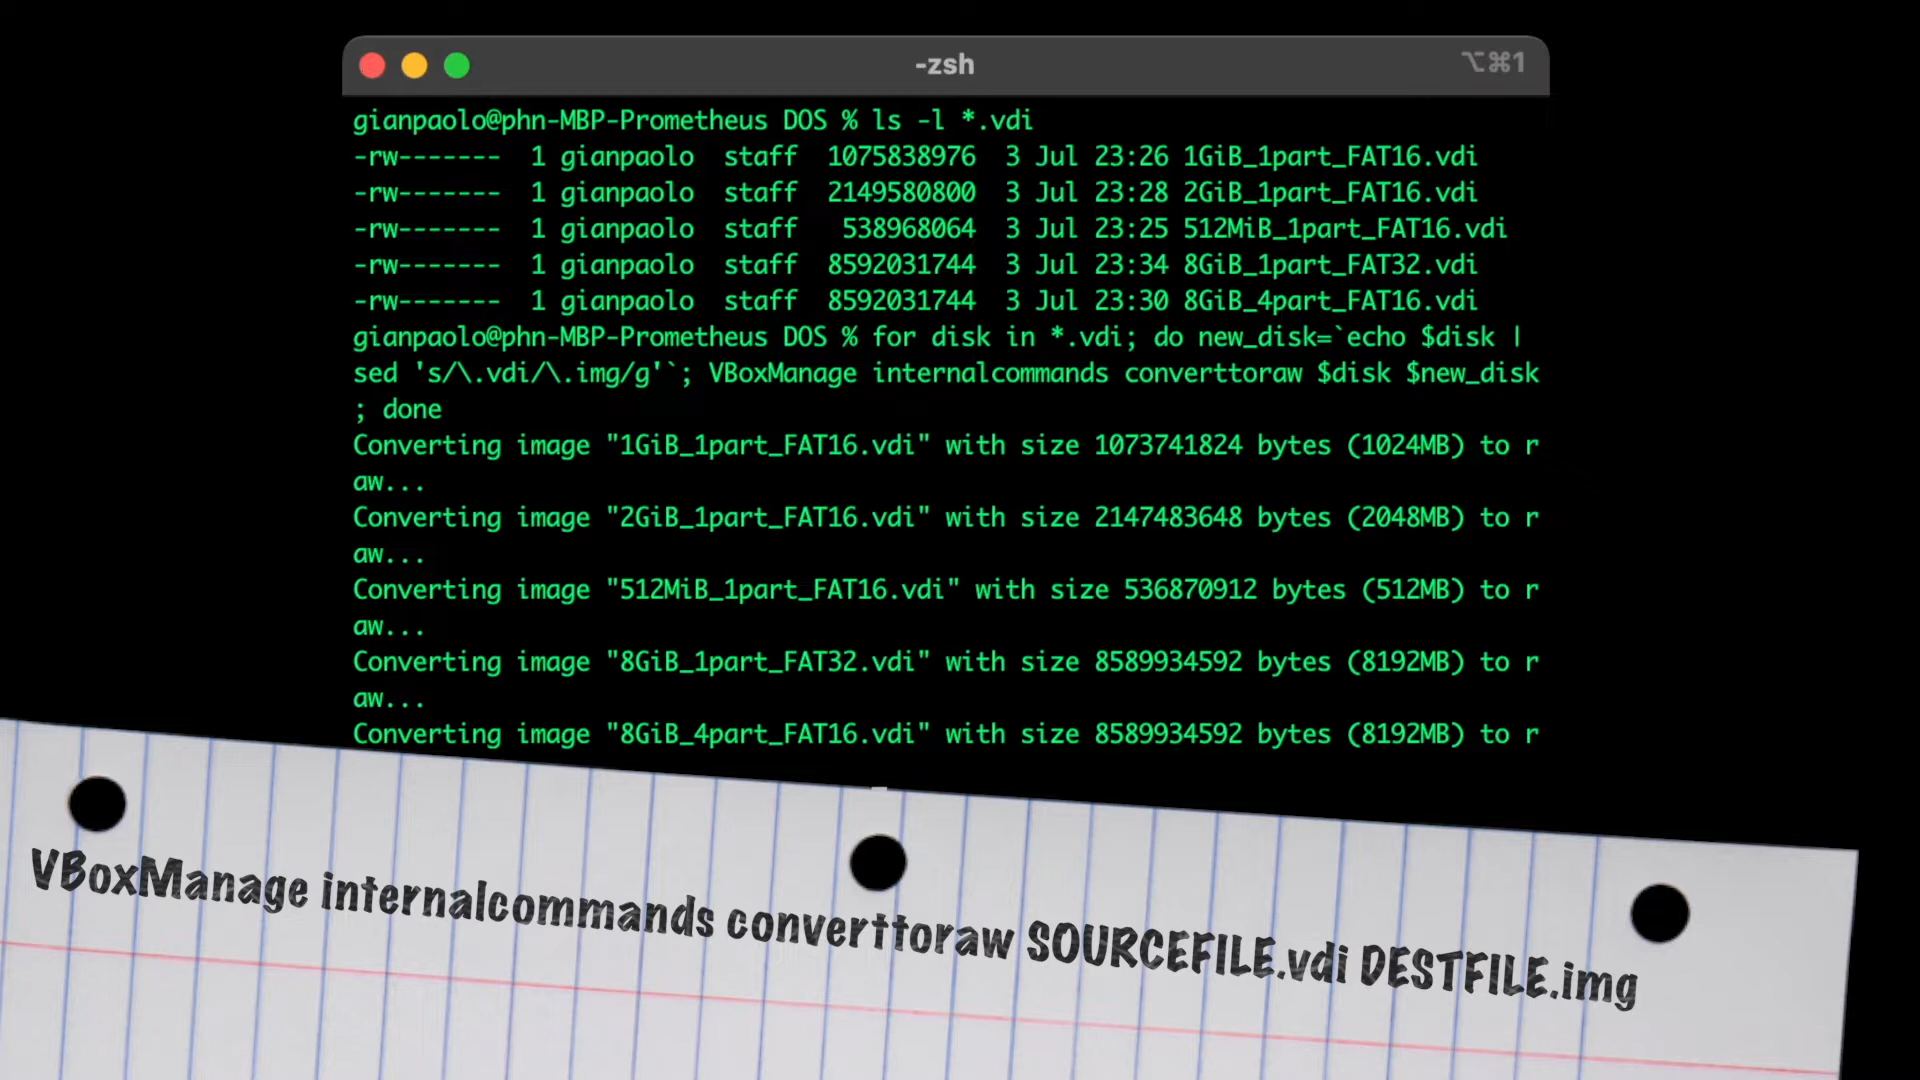 -zsh
⌥⌘1
gianpaolo@phn-MBP-Prometheus DOS % ls -l *.vdi
-rw------- 1 gianpaolo staff 1075838976 3 Jul 23:26 1GiB_1part_FAT16.vdi
-rw------- 1 gianpaolo staff 2149580800 3 Jul 23:28 2GiB_1part_FAT16.vdi
-rw------- 1 gianpaolo staff 538968064 3 Jul 23:25 512MiB_1part_FAT16.vdi
-rw------- 1 gianpaolo staff 8592031744 3 Jul 23:34 8GiB_1part_FAT32.vdi
-rw------- 1 gianpaolo staff 8592031744 3 Jul 23:30 8GiB_4part_FAT16.vdi
gianpaolo@phn-MBP-Prometheus DOS % for disk in *.vdi; do new_disk=`echo $disk |
sed 's/\.vdi/\.img/g'`; VBoxManage internalcommands converttoraw $disk $new_disk
; done
Converting image "1GiB_1part_FAT16.vdi" with size 1073741824 bytes (1024MB) to r
aw...
Converting image "2GiB_1part_FAT16.vdi" with size 2147483648 bytes (2048MB) to r
aw...
Converting image "512MiB_1part_FAT16.vdi" with size 536870912 bytes (512MB) to r
aw...
Converting image "8GiB_1part_FAT32.vdi" with size 8589934592 bytes (8192MB) to r
aw...
Converting image "8GiB_4part_FAT16.vdi" with size 8589934592 bytes (8192MB) to r
VBoxManage internalcommands converttoraw SOURCEFILE.vdi DESTFILE.img